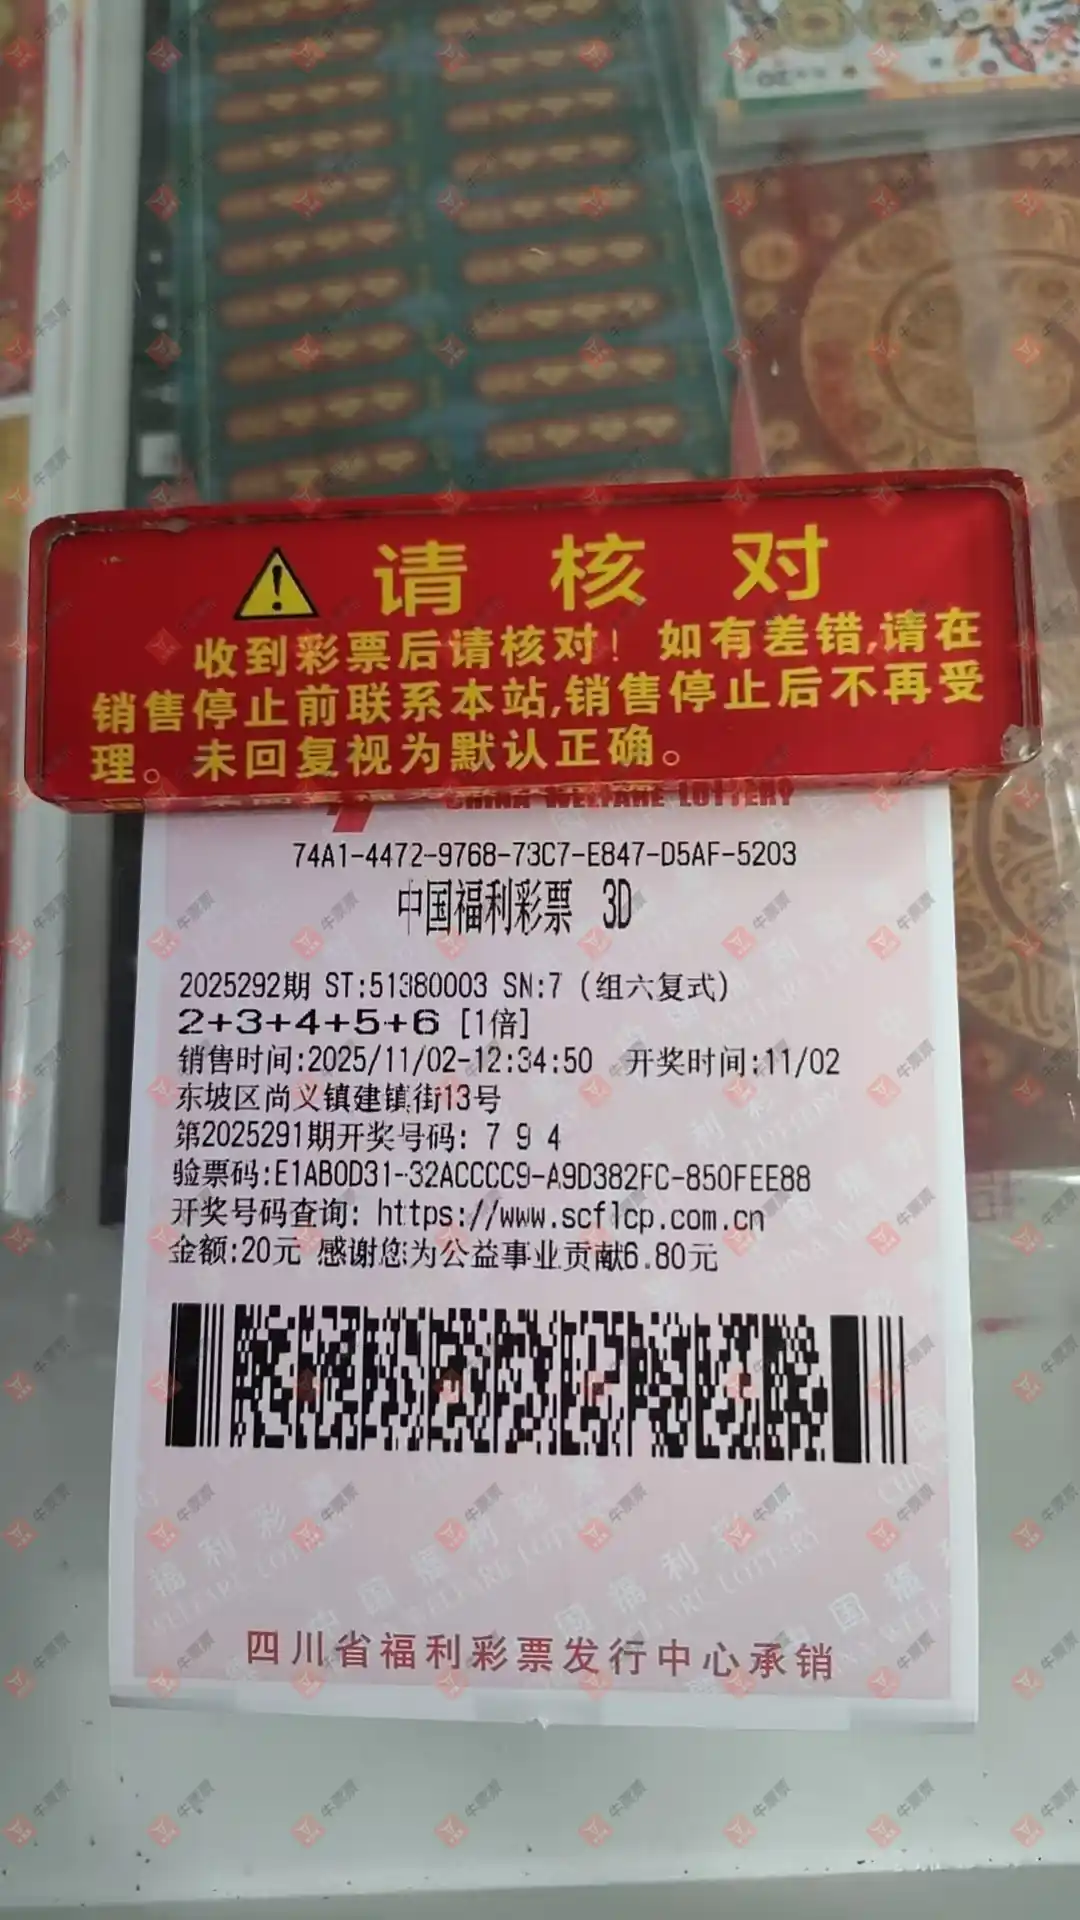 请核对
收到彩票后请核对！如有差错,请在
销售停止前联系本站,销售停止后不再受
理。未回复视为默认正确。
CHINA WELFARE LOTTERY
74A1-4472-9768-73C7-E847-D5AF-5203
中国福利彩票 3D
2025292期 ST:51380003 SN:7 (组六复式)
2+3+4+5+6 [1倍]
销售时间:2025/11/02-12:34:50 开奖时间:11/02
东坡区尚义镇建镇街13号
第2025291期开奖号码: 7 9 4
验票码:E1AB0D31-32ACCCC9-A9D382FC-850FEE88
开奖号码查询: https://www.scflcp.com.cn
金额:20元 感谢您为公益事业贡献6.80元
四川省福利彩票发行中心承销
牛票票